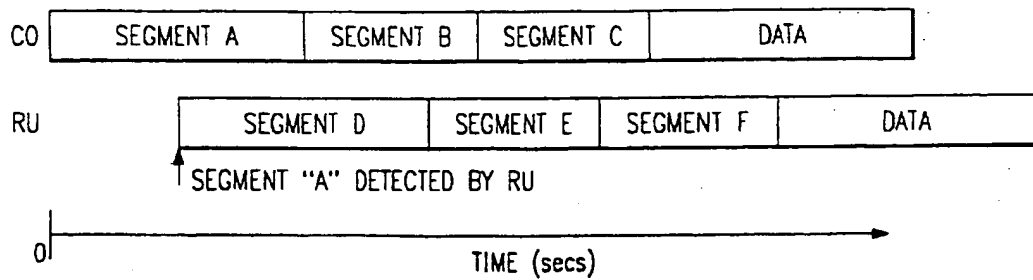 CO SEGMENT A SEGMENT B SEGMENT C DATA
RU SEGMENT D SEGMENT E SEGMENT F DATA
SEGMENT "A" DETECTED BY RU
0
TIME (secs)